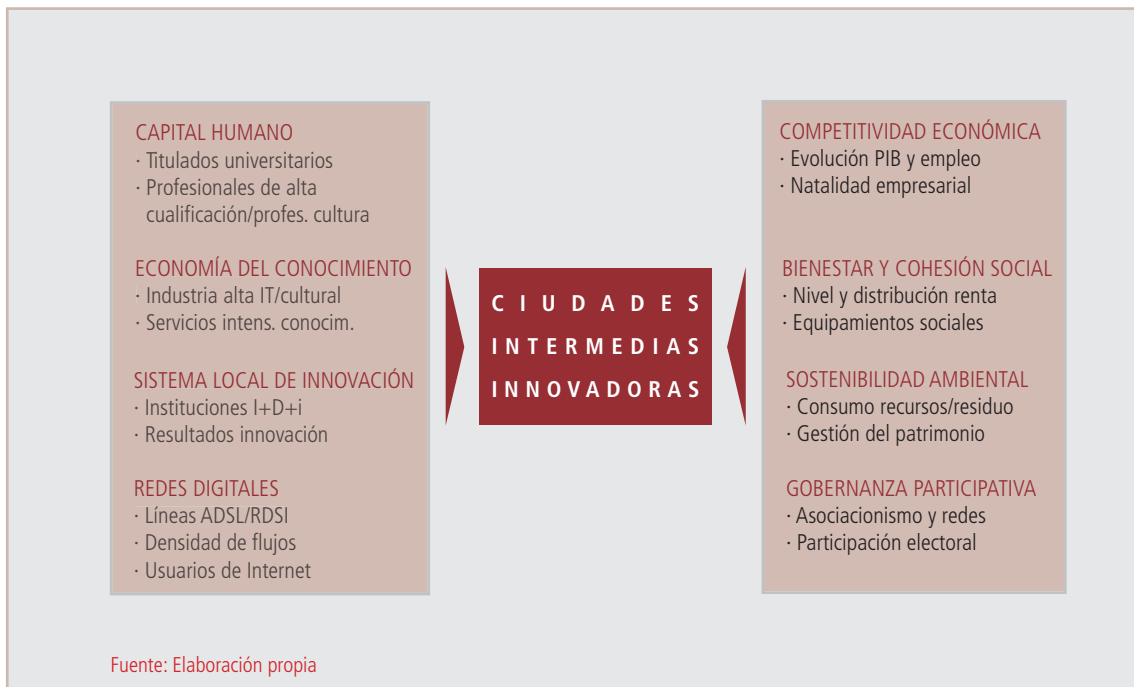 CAPITAL HUMANO
· Titulados universitarios
· Profesionales de alta
cualificación/profes. cultura
ECONOMÍA DEL CONOCIMIENTO
· Industria alta IT/cultural
· Servicios intens. conocim.
SISTEMA LOCAL DE INNOVACIÓN
· Instituciones I+D+i
· Resultados innovación
REDES DIGITALES
· Líneas ADSL/RDSI
· Densidad de flujos
· Usuarios de Internet
CIUDADES
INTERMEDIAS
INNOVADORAS
COMPETITIVIDAD ECONÓMICA
· Evolución PIB y empleo
· Natalidad empresarial
BIENESTAR Y COHESIÓN SOCIAL
· Nivel y distribución renta
· Equipamientos sociales
SOSTENIBILIDAD AMBIENTAL
· Consumo recursos/residuo
· Gestión del patrimonio
GOBERNANZA PARTICIPATIVA
· Asociacionismo y redes
· Participación electoral
Fuente: Elaboración propia